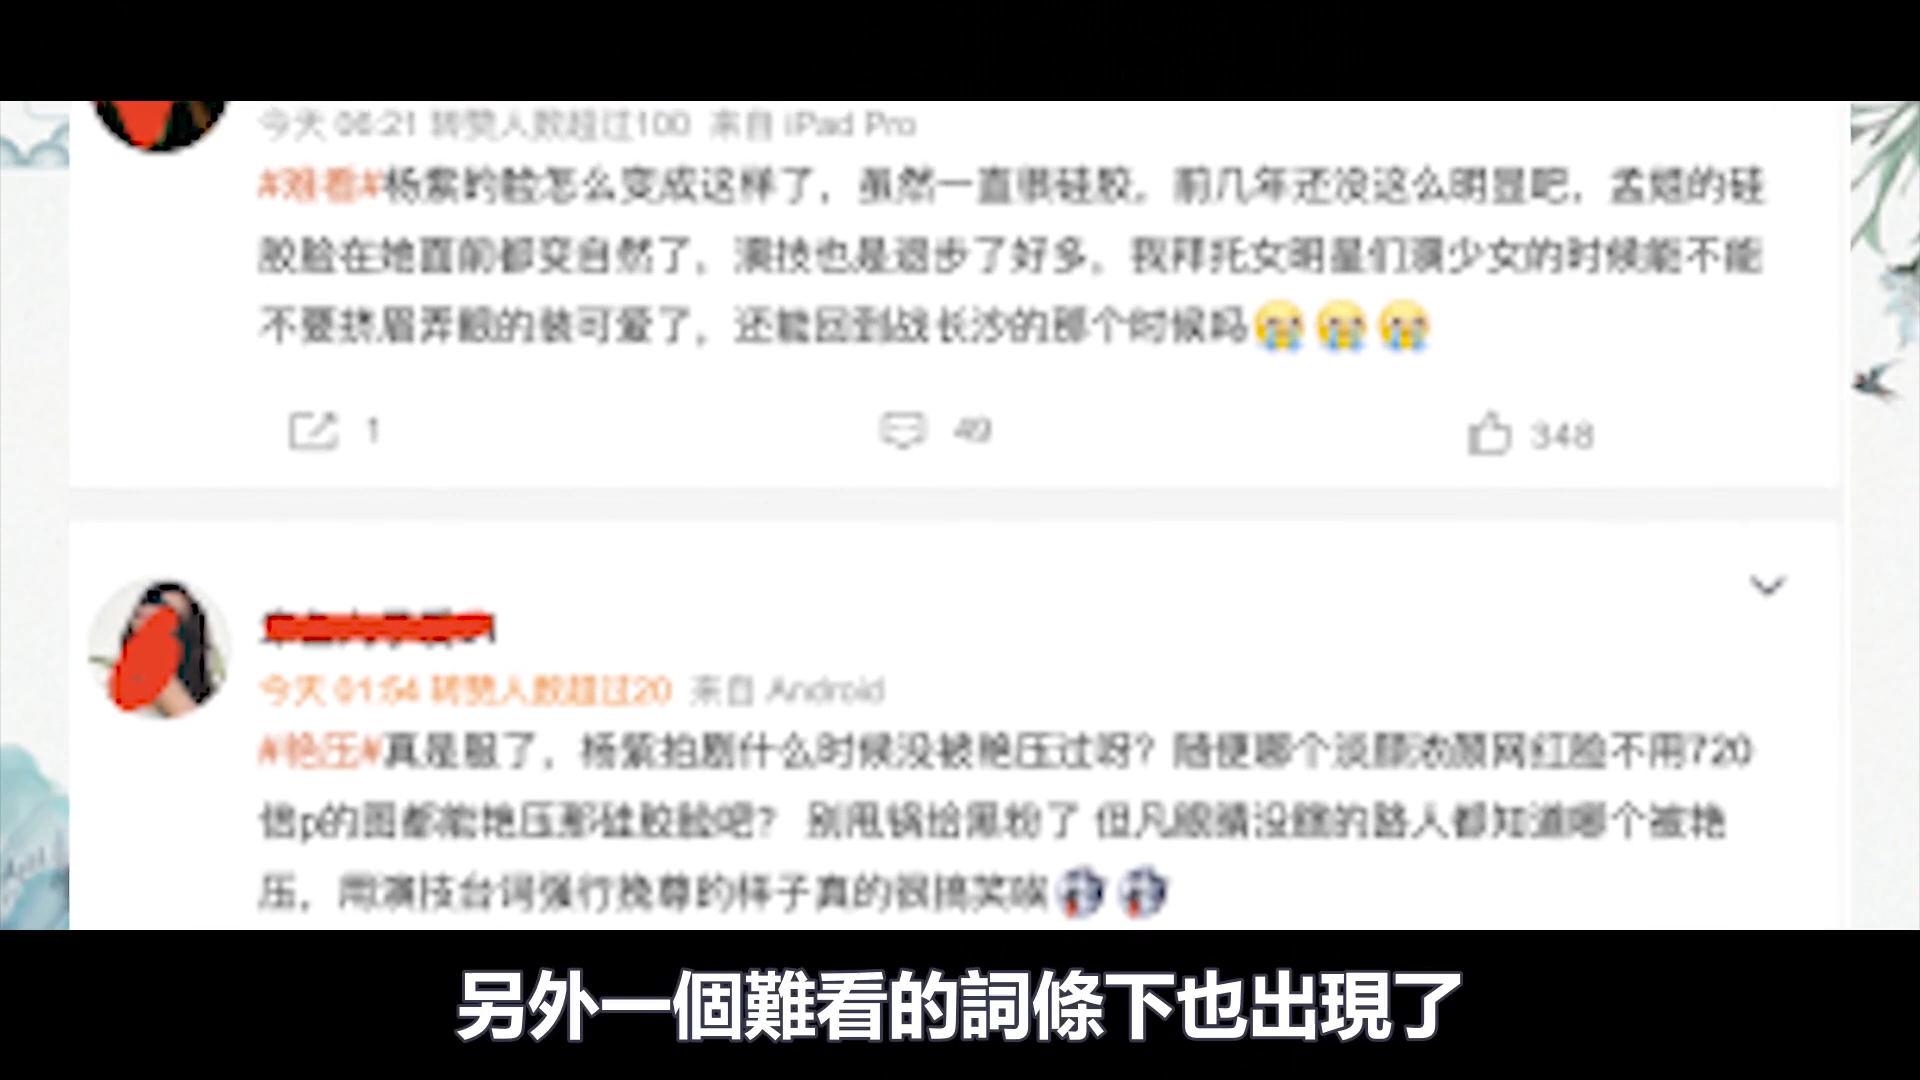 今天 06:21 转赞人数超过100 来自 iPad Pro
#难看#杨紫的脸怎么变成这样了，虽然一直很硅胶，前几年还没这么明显吧，孟姐的硅
胶脸在她面前都变自然了，演技也是退步了好多，我拜托女明星们演少女的时候能不能
不要挤眉弄眼的装可爱了，还能回到战长沙的那个时候吗😭😭😭
1
49
348
今天 01:54 转赞人数超过20 来自 Android
#艳压#真是服了，杨紫拍剧什么时候没被艳压过呀？随便哪个淡颜浓颜网红脸不用720
倍p的图都能艳压那硅胶脸吧？ 别甩锅给黑粉了 但凡眼睛没瞎的路人都知道哪个被艳
压，用演技台词强行挽尊的样子真的很搞笑唉
另外一個難看的詞條下也出現了